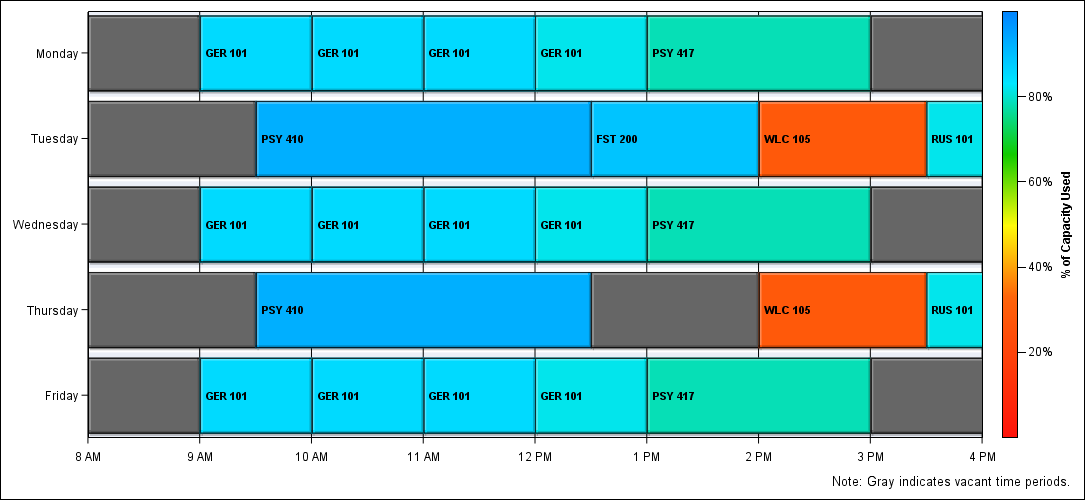 Monday GER 101 GER 101 GER 101 GER 101 PSY 417
Tuesday PSY 410 FST 200 WLC 105 RUS 101
Wednesday GER 101 GER 101 GER 101 GER 101 PSY 417
Thursday PSY 410 WLC 105 RUS 101
Friday GER 101 GER 101 GER 101 GER 101 PSY 417
8 AM 9 AM 10 AM 11 AM 12 PM 1 PM 2 PM 3 PM 4 PM
80%
60%
40%
20%
% of Capacity Used
Note: Gray indicates vacant time periods.